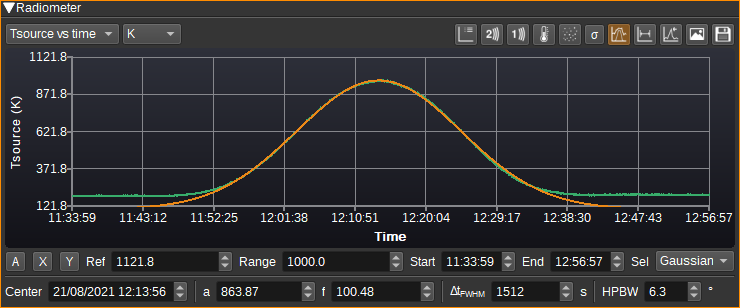 Radiometer
Tsource vs time K 2 1 σ
1121.8
871.8
621.8
371.8
121.8
Tsource (K)
11:33:59 11:43:12 11:52:25 12:01:38 12:10:51 12:20:04 12:29:17 12:38:30 12:47:43 12:56:57
Time
A X Y Ref 1121.8 Range 1000.0 Start 11:33:59 End 12:56:57 Sel Gaussian
Center 21/08/2021 12:13:56 a 863.87 f 100.48 ΔtFWHM 1512 s HPBW 6.3 °